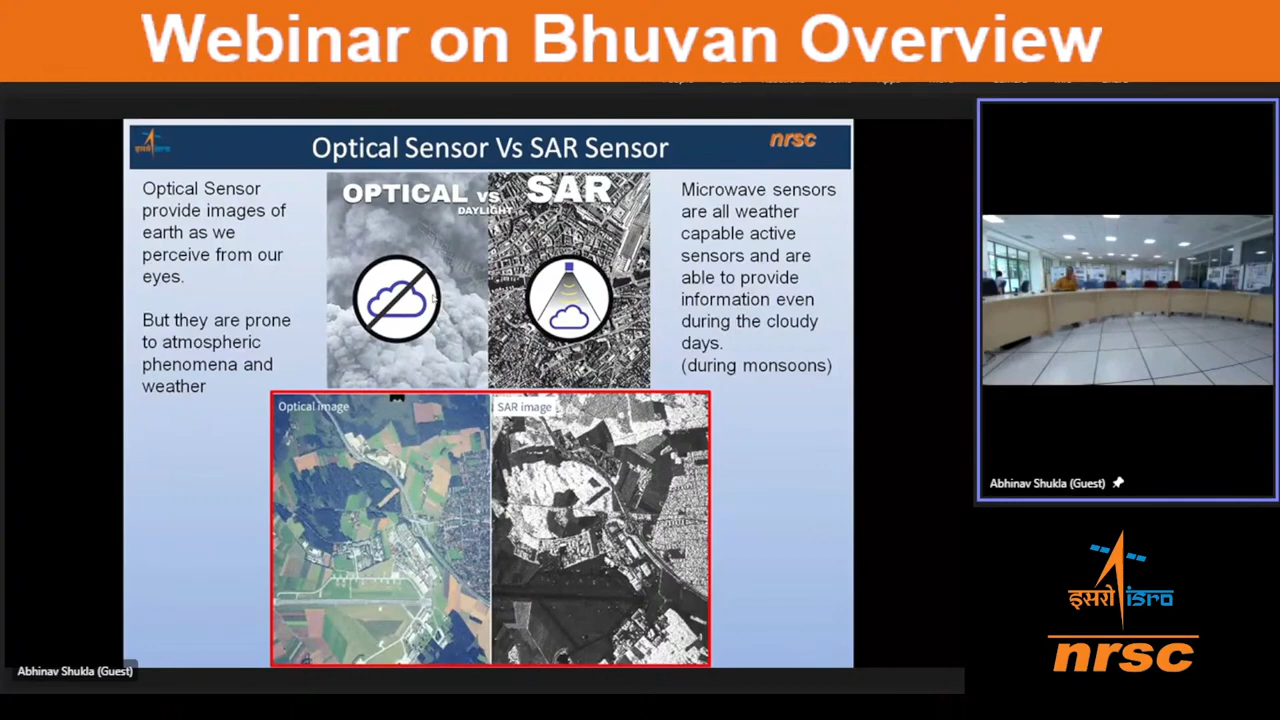 Webinar on Bhuvan Overview
इसरो isro
Optical Sensor Vs SAR Sensor
nrsc
Optical Sensor
provide images of
earth as we
perceive from our
eyes.
But they are prone
to atmospheric
phenomena and
weather
OPTICAL vs SAR
DAYLIGHT
Microwave sensors
are all weather
capable active
sensors and are
able to provide
information even
during the cloudy
days.
(during monsoons)
Optical image
SAR image
Abhinav Shukla (Guest)
Abhinav Shukla (Guest)
इसरो isro
nrsc